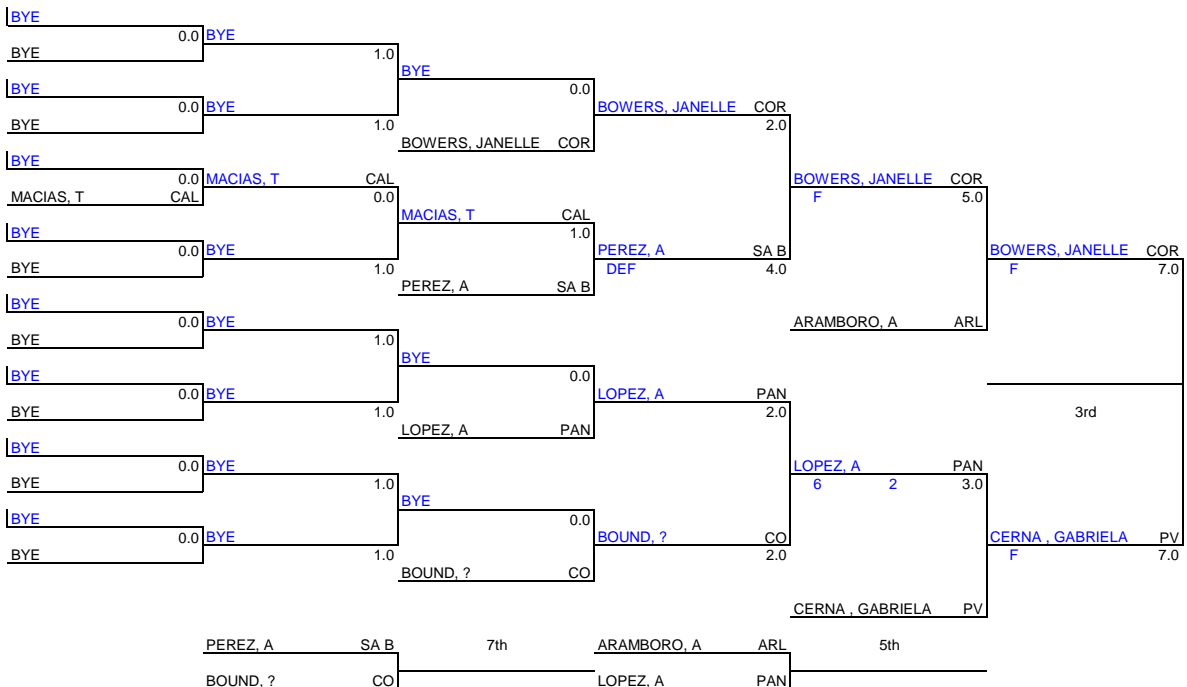 BYE
0.0 BYE
BYE
1.0
BYE
0.0
BYE
0.0 BYE
BOWERS, JANELLE COR
2.0
BYE
1.0
BOWERS, JANELLE COR
BYE
0.0 MACIAS, T CAL
BOWERS, JANELLE COR
F 5.0
MACIAS, T CAL
0.0
MACIAS, T CAL
1.0
BYE
0.0 BYE
PEREZ, A SA B
DEF 4.0
BOWERS, JANELLE COR
F 7.0
BYE
1.0
PEREZ, A SA B
BYE
0.0 BYE
ARAMBORO, A ARL
BYE
1.0
BYE
0.0
BYE
0.0 BYE
LOPEZ, A PAN
2.0
3rd
BYE
1.0
LOPEZ, A PAN
BYE
0.0 BYE
LOPEZ, A PAN
6 2 3.0
BYE
1.0
BYE
0.0
BYE
0.0 BYE
BOUND, ? CO
2.0
CERNA , GABRIELA PV
F 7.0
BYE
1.0
BOUND, ? CO
CERNA , GABRIELA PV
PEREZ, A SA B 7th ARAMBORO, A ARL 5th
BOUND, ? CO LOPEZ, A PAN